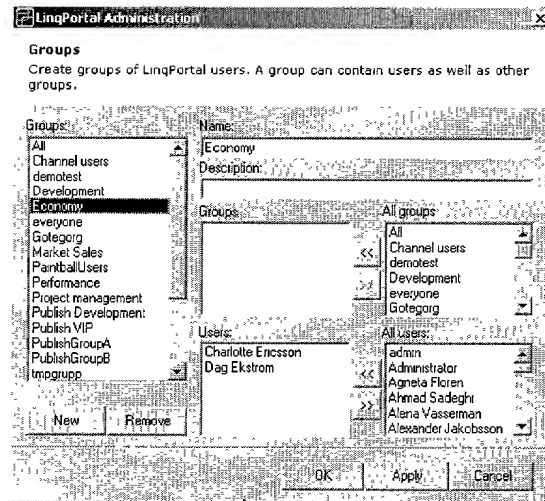 LinqPortal Administration
Groups
Create groups of LinqPortal users. A group can contain users as well as other
groups.
Groups:
All
Channel users
demotest
Development
Economy
everyone
Gotegorg
Market Sales
PaintballUsers
Performance
Project management
Publish Development
Publish VIP
PublishGroupA
PublishGroupB
tmpgrupp
New
Remove
Name:
Economy
Description:
Groups:
<<
>>
All groups
All
Channel users
demotest
Development
everyone
Gotegorg
Users:
Charlotte Ericsson
Dag Ekstrom
<<
>>
All users:
admin
Administrator
Agneta Floren
Ahmad Sadeghi
Alena Vasserman
Alexander Jakobsson
OK
Apply
Cancel